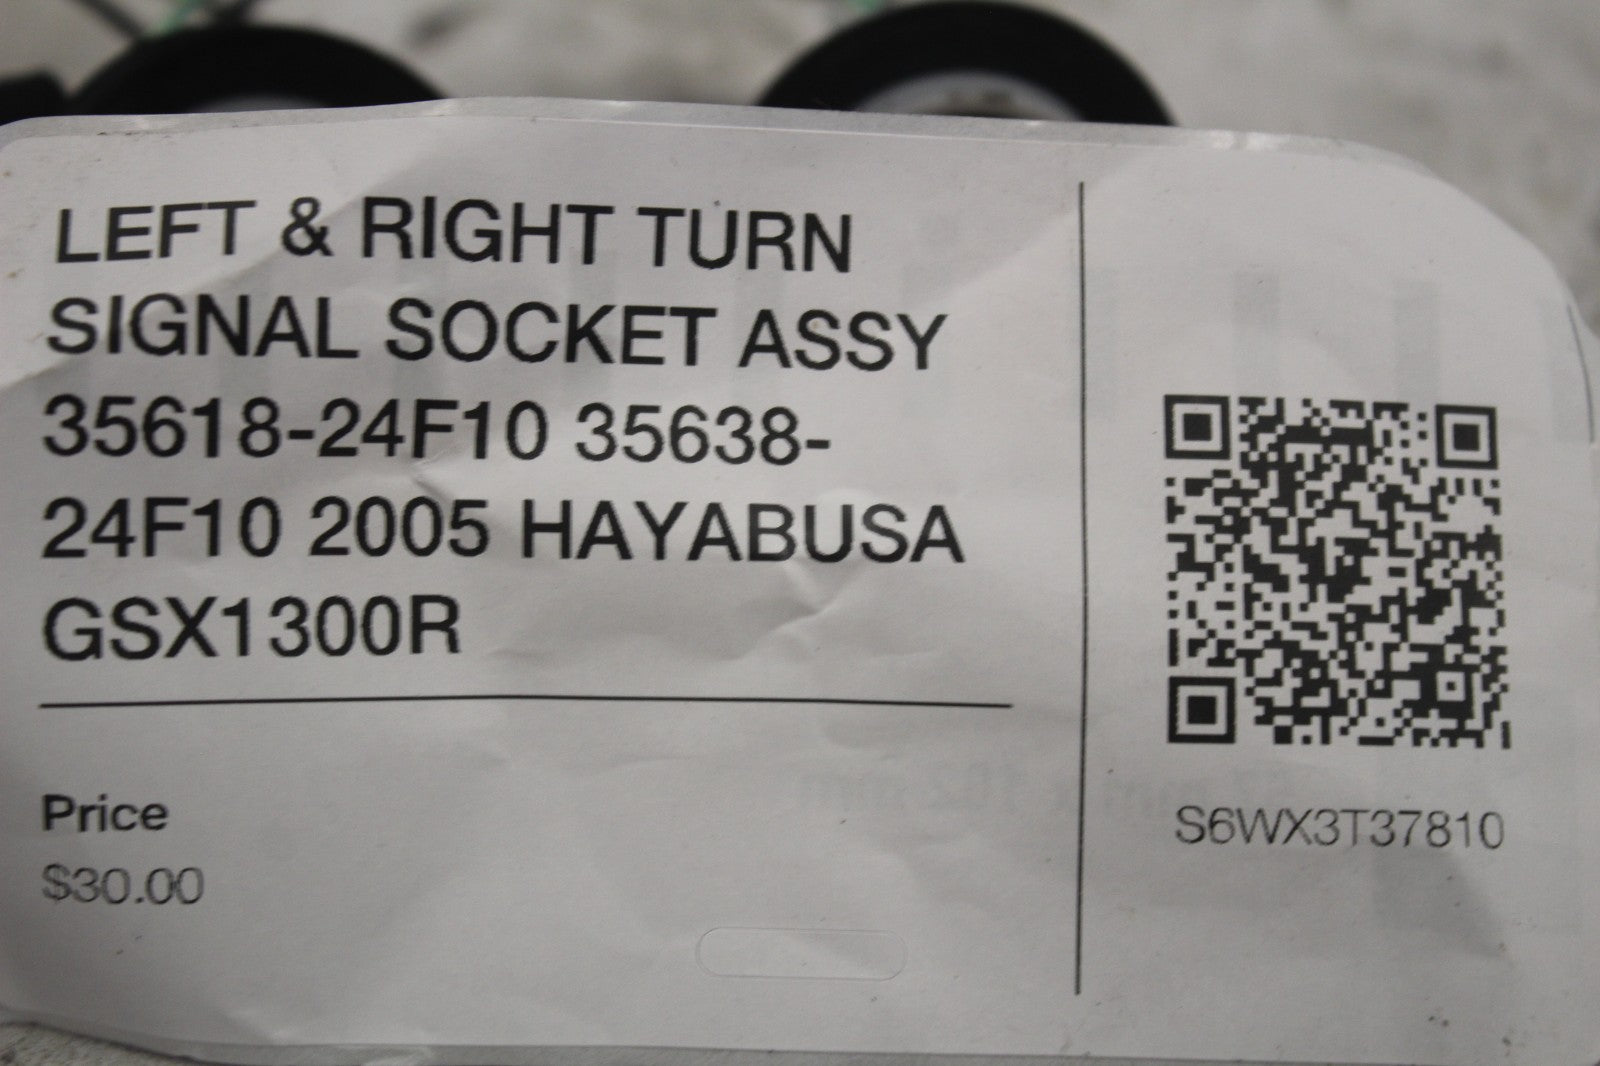 LEFT & RIGHT TURN
SIGNAL SOCKET ASSY
35618-24F10 35638-
24F10 2005 HAYABUSA
GSX1300R
Price
$30.00
S6WX3T37810